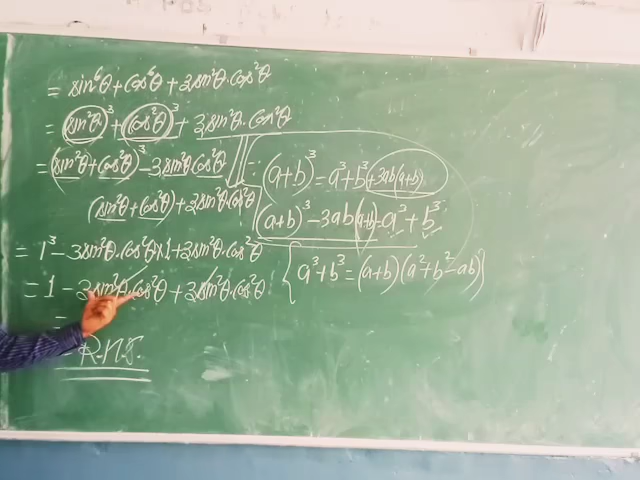 = sin⁶θ + cos⁶θ + 3sin²θ.cos²θ
= (sin²θ)³ + (cos²θ)³ + 3sin²θ.cos²θ
= (sin²θ + cos²θ)³ - 3sin²θ cos²θ
(sin²θ + cos²θ) + 3sin²θ cos²θ
= 1³ - 3sin²θ.cos²θ × 1 + 3sin²θ.cos²θ
= 1 - 3sin²θ.cos²θ + 3sin²θ.cos²θ
=
R.H.S.
∵ (a+b)³ = a³ + b³ + 3ab(a+b)
(a+b)³ - 3ab(a+b) = a³ + b³
{a³ + b³ = (a+b)(a² + b² - ab)}